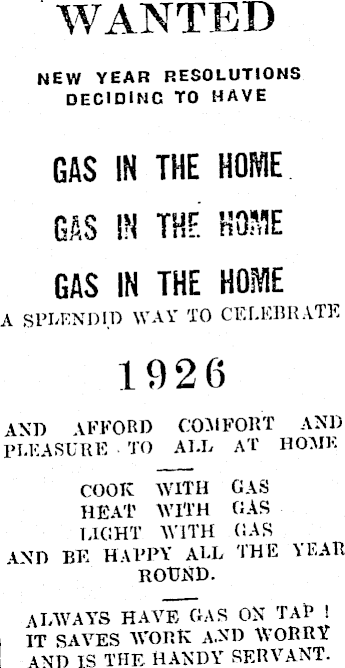 WANTED
NEW YEAR RESOLUTIONS
DECIDING TO HAVE
GAS IN THE HOME.
GAS IN THE HOME
GAS IN THE HOME
A SPLENDID WAY TO CELEBRATE
1926
AND AFFORD COMFORT AND
PLEASURE TO ALL AT HOME
COOK WITH GAS
HEAT WITH GAS
LIGHT WITH GAS
AND BE HAPPY ALL THE YEAR
ROUND.
ALWAYS HAVE GAS ON TAP !
IT SAVES WORK AND WORRY
AND IS THE HANDY SERVANT.